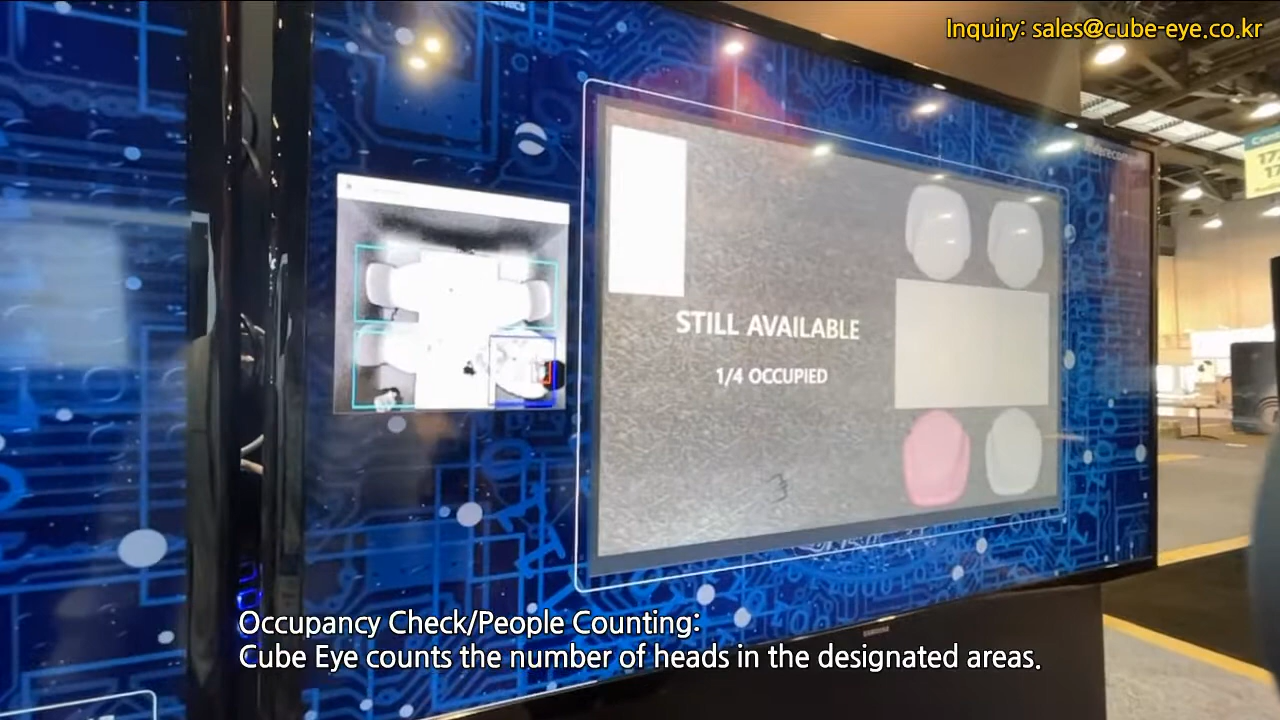 Inquiry: sales@cube-eye.co.kr
STILL AVAILABLE
1/4 OCCUPIED
SAMSUNG
Occupancy Check/People Counting:
Cube Eye counts the number of heads in the designated areas.